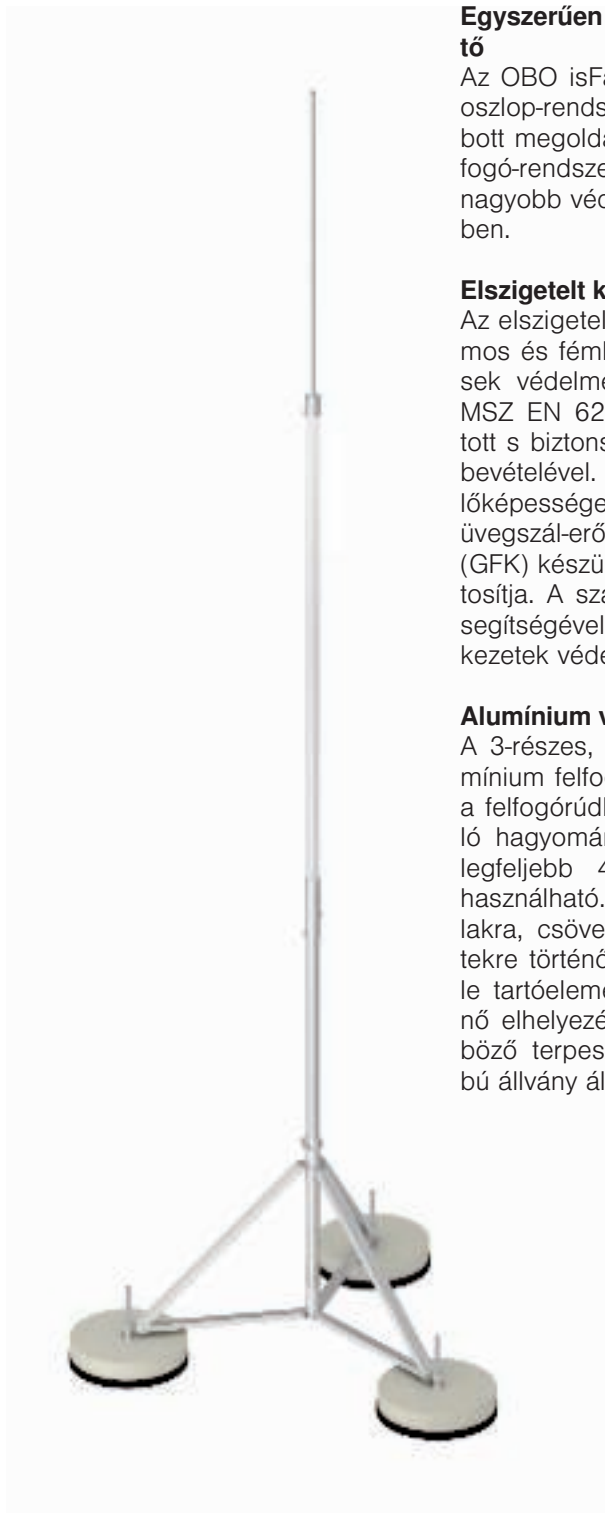 Egyszerűen
tő
Az OBO isFa
oszlop-rends
bott megoldá
fogó-rendsze
nagyobb véd
ben.
Elszigetelt k
Az elszigetel
mos és féml
sek védelme
MSZ EN 62
tott s biztons
bevételével.
lőképessége
üvegszál-erő
(GFK) készü
tosítja. A sza
segítségével
kezetek véde
Alumínium v
A 3-részes,
mínium felfo
a felfogórúdl
ló hagyomár
legfeljebb 4
használható.
lakra, csöve
tekre történő
le tartóeleme
nő elhelyezé
böző terpes
bú állvány ál